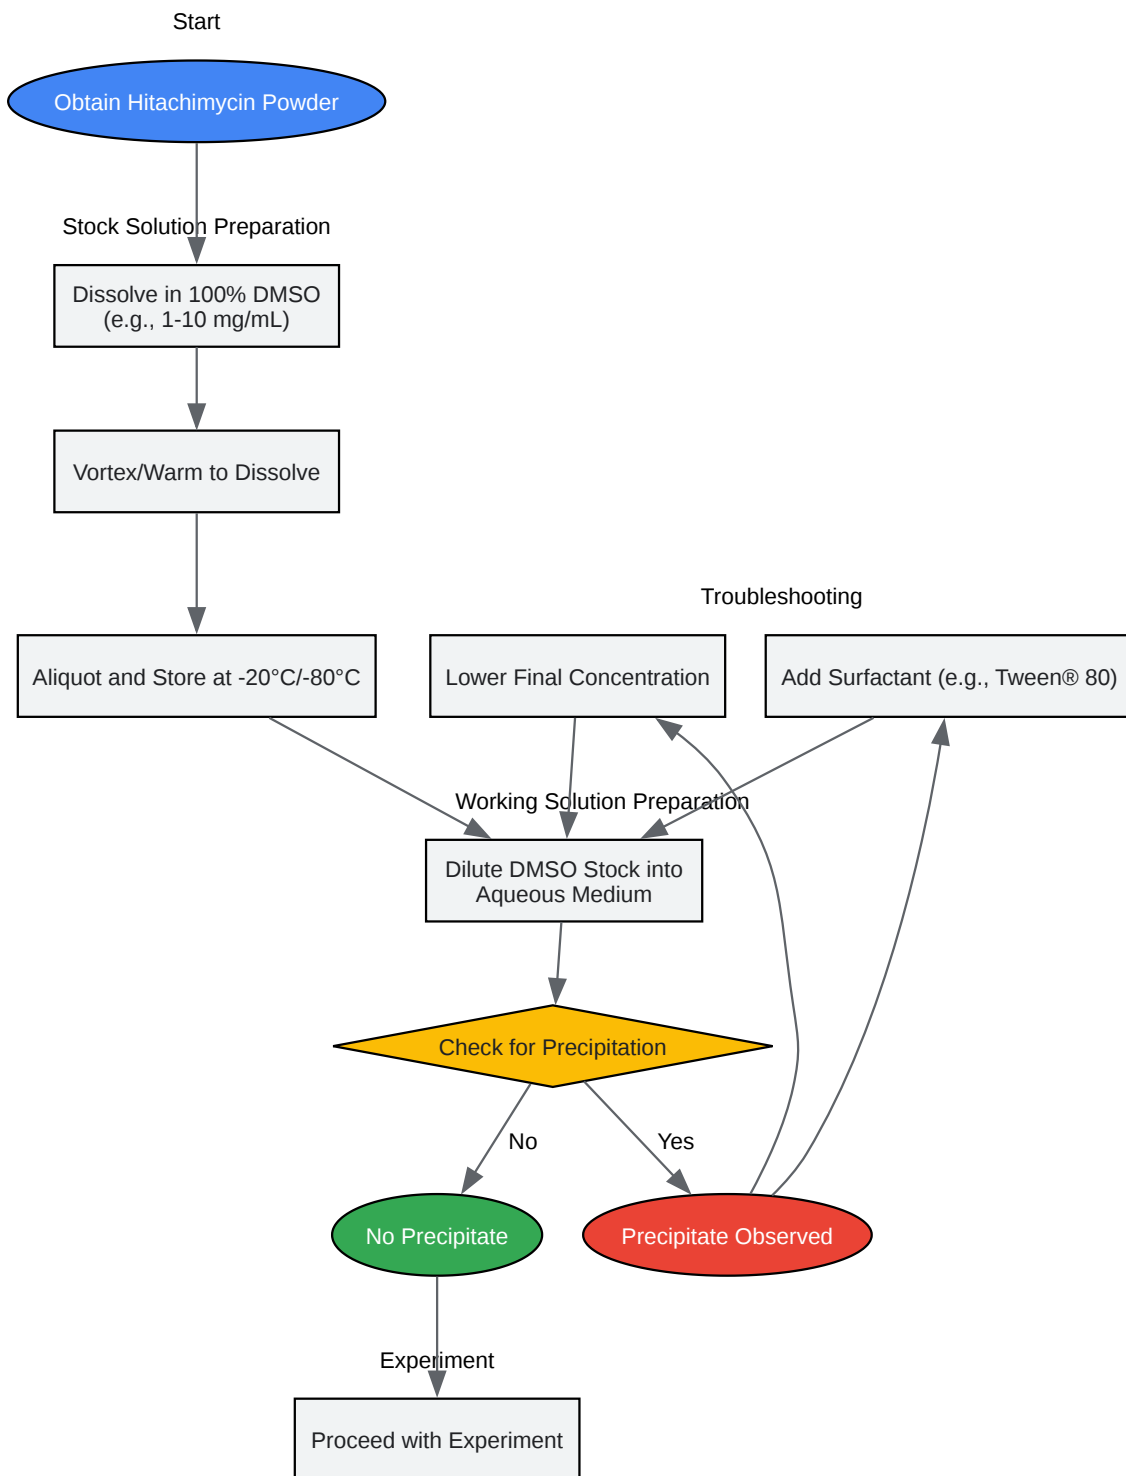 Start
Obtain Hitachimycin Powder
Stock Solution Preparation
Dissolve in 100% DMSO
(e.g., 1-10 mg/mL)
Vortex/Warm to Dissolve
Troubleshooting
Aliquot and Store at -20°C/-80°C
Lower Final Concentration
Add Surfactant (e.g., Tween® 80)
Working Solution Preparation
Dilute DMSO Stock into
Aqueous Medium
Check for Precipitation
No
Yes
No Precipitate
Precipitate Observed
Experiment
Proceed with Experiment